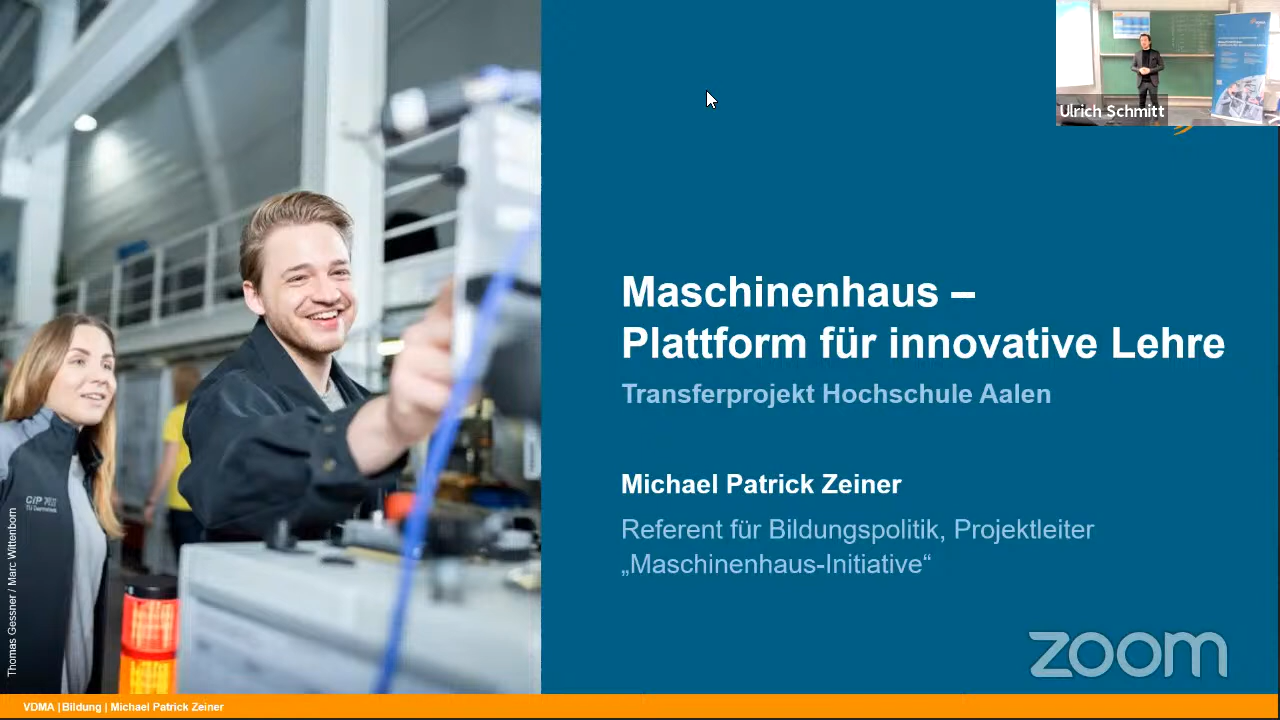 Ulrich Schmitt
Maschinenhaus –
Plattform für innovative Lehre
Transferprojekt Hochschule Aalen
Michael Patrick Zeiner
Referent für Bildungspolitik, Projektleiter
„Maschinenhaus-Initiative“
zoom
Thomas Gessner / Marc Wittenborn
VDMA | Bildung | Michael Patrick Zeiner